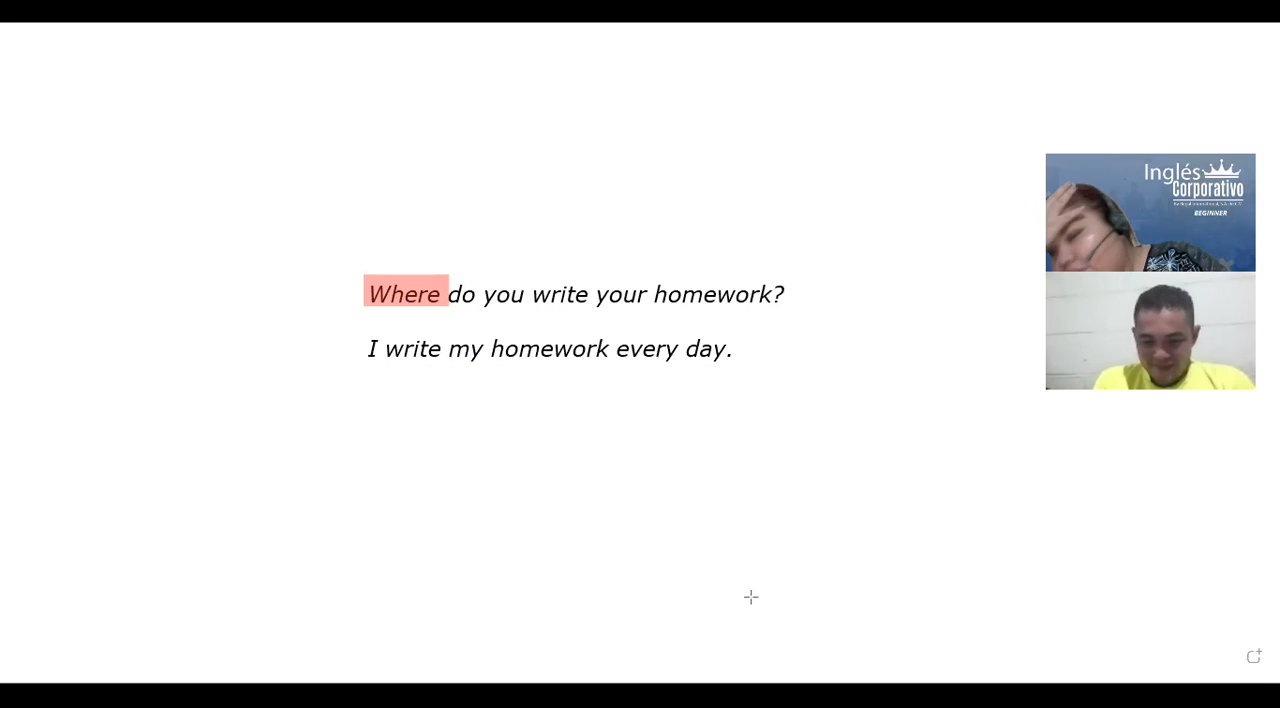 Inglés
Corporativo
BEGINNER
Where do you write your homework?
I write my homework every day.